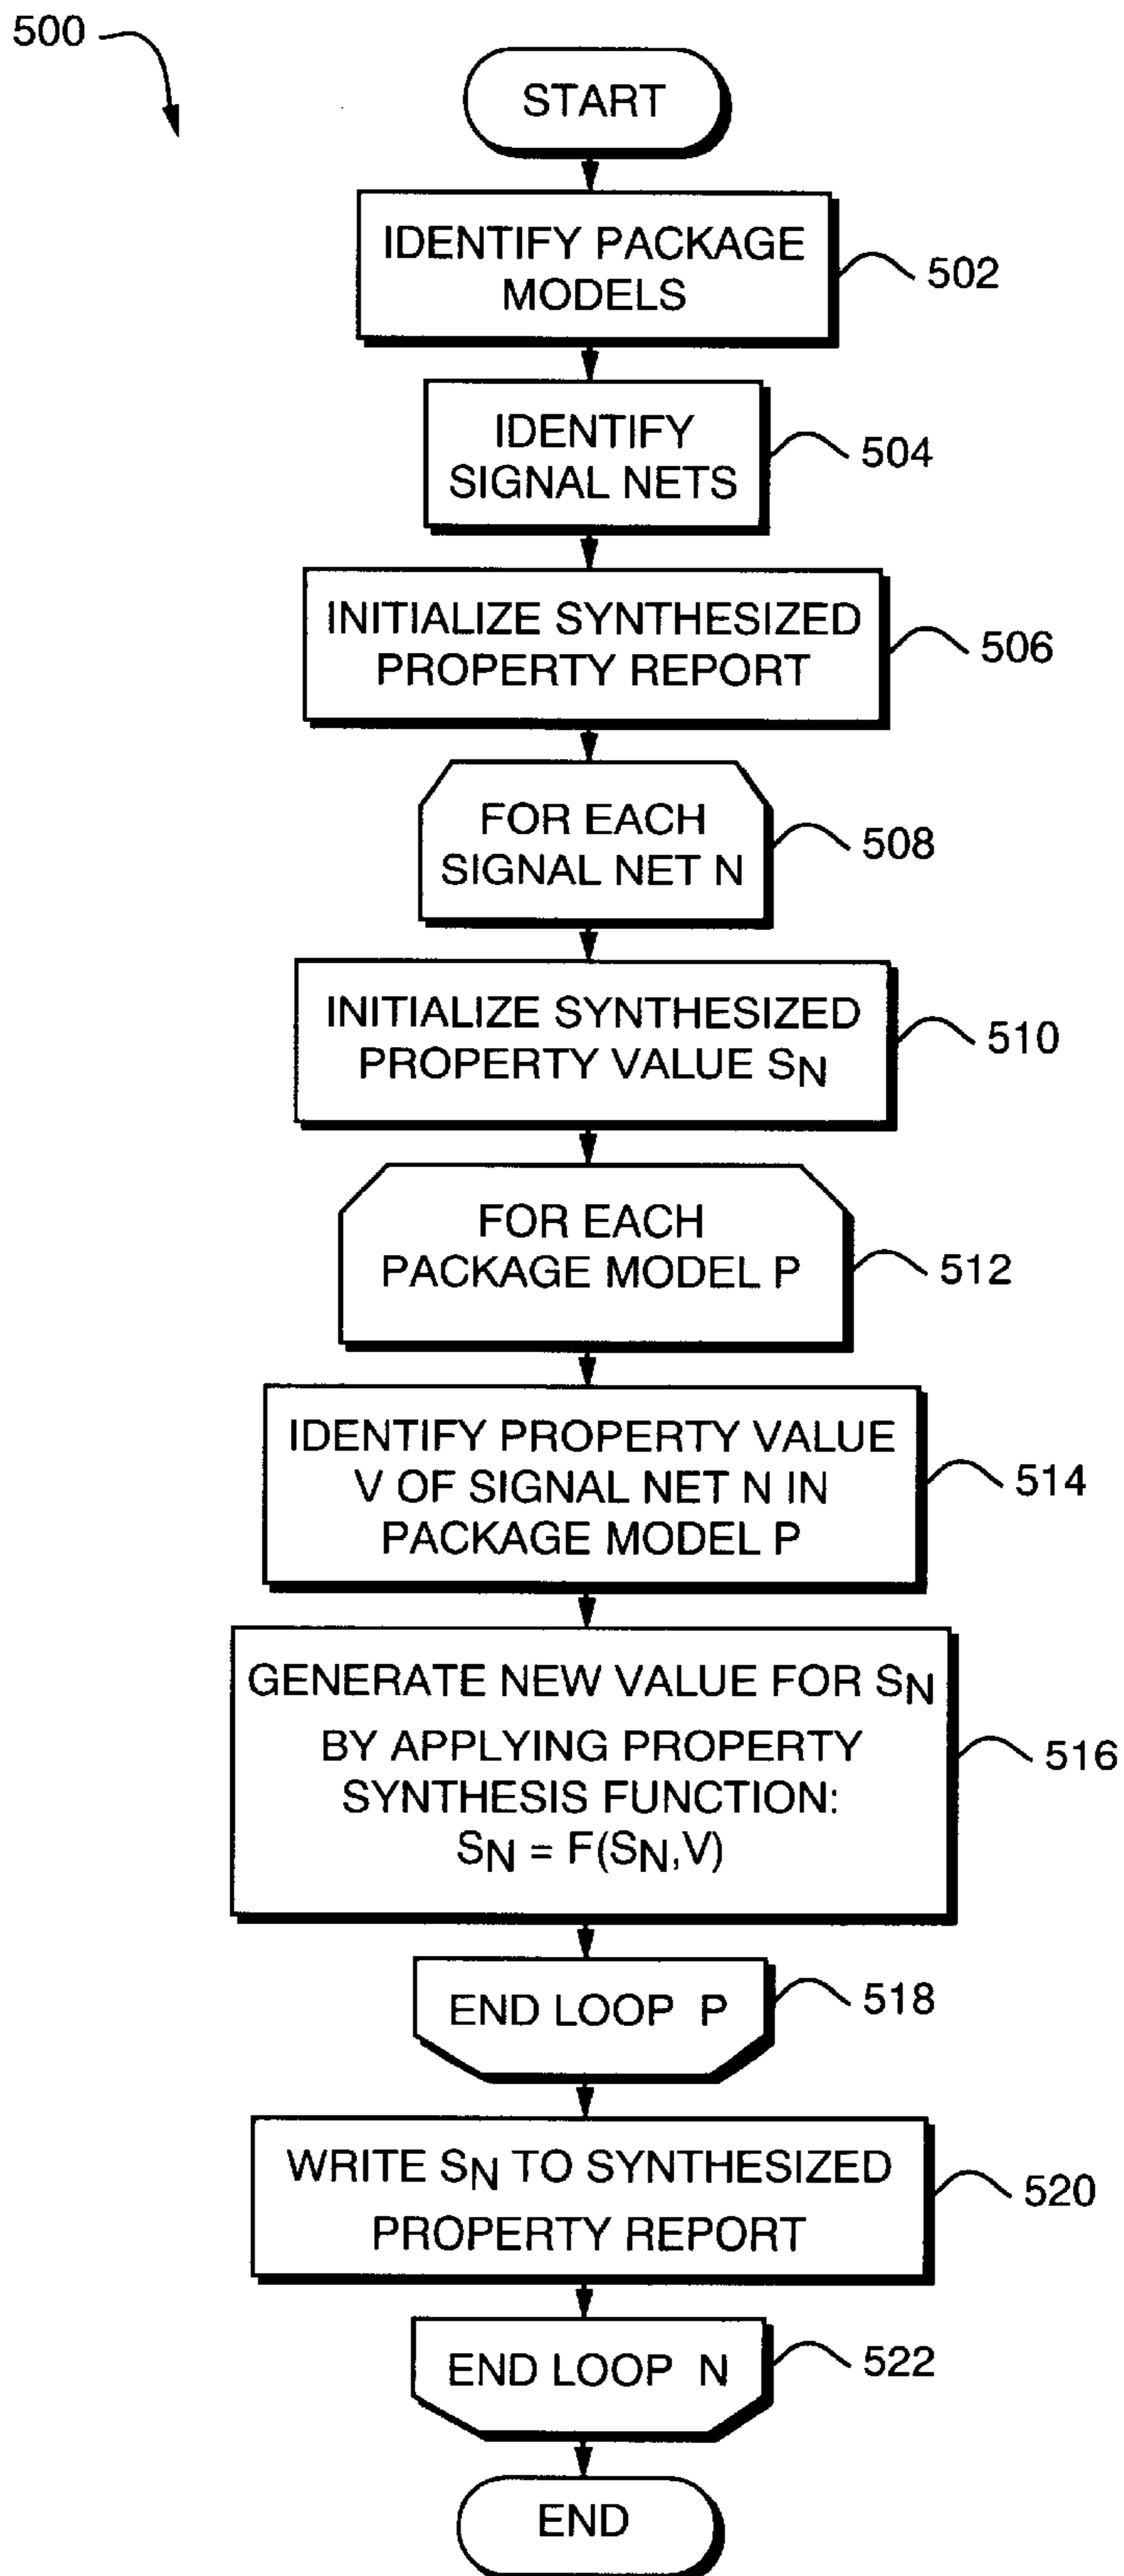 500
START
IDENTIFY PACKAGE
MODELS
502
IDENTIFY
SIGNAL NETS
504
INITIALIZE SYNTHESIZED
PROPERTY REPORT
506
FOR EACH
SIGNAL NET N
508
INITIALIZE SYNTHESIZED
PROPERTY VALUE SN
510
FOR EACH
PACKAGE MODEL P
512
IDENTIFY PROPERTY VALUE
V OF SIGNAL NET N IN
PACKAGE MODEL P
514
GENERATE NEW VALUE FOR SN
BY APPLYING PROPERTY
SYNTHESIS FUNCTION:
SN = F(SN,V)
516
END LOOP P
518
WRITE SN TO SYNTHESIZED
PROPERTY REPORT
520
END LOOP N
522
END